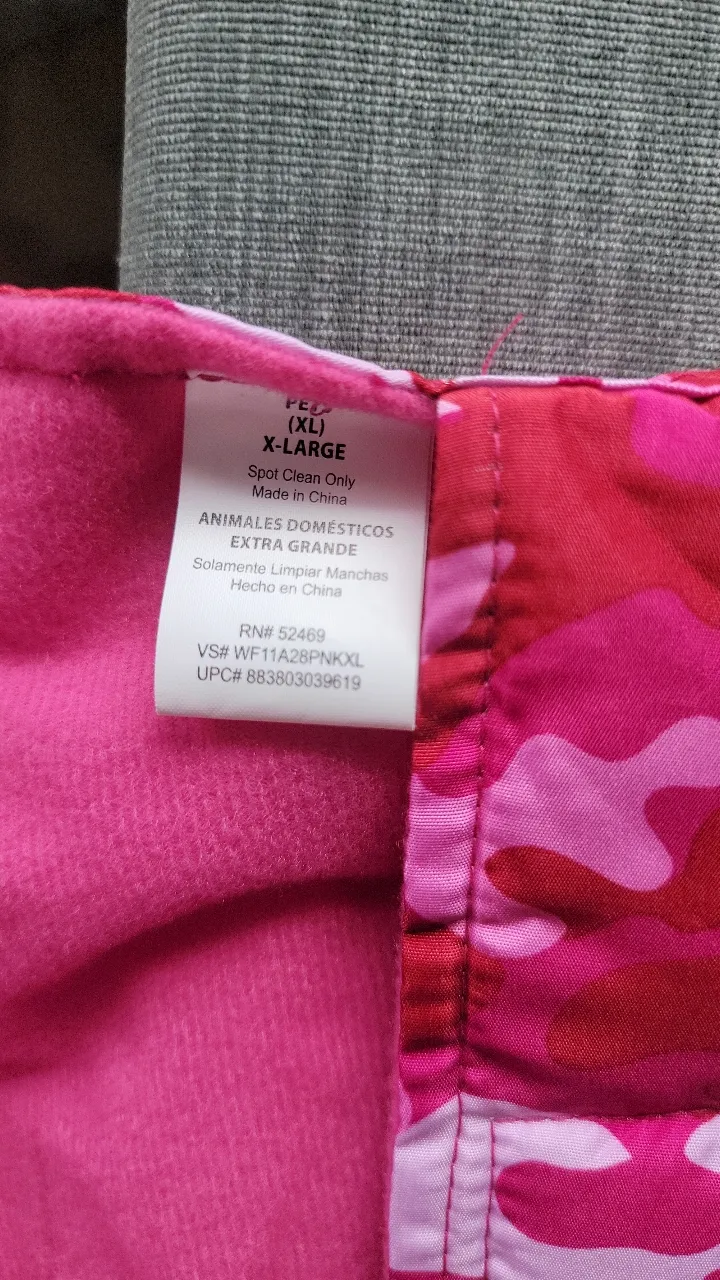 (XL)
X-LARGE
Spot Clean Only
Made in China
ANIMALES DOMÉSTICOS
EXTRA GRANDE
Solamente Limpiar Manchas
Hecho en China
RN# 52469
VS# WF11A28PNKXL
UPC# 883803039619